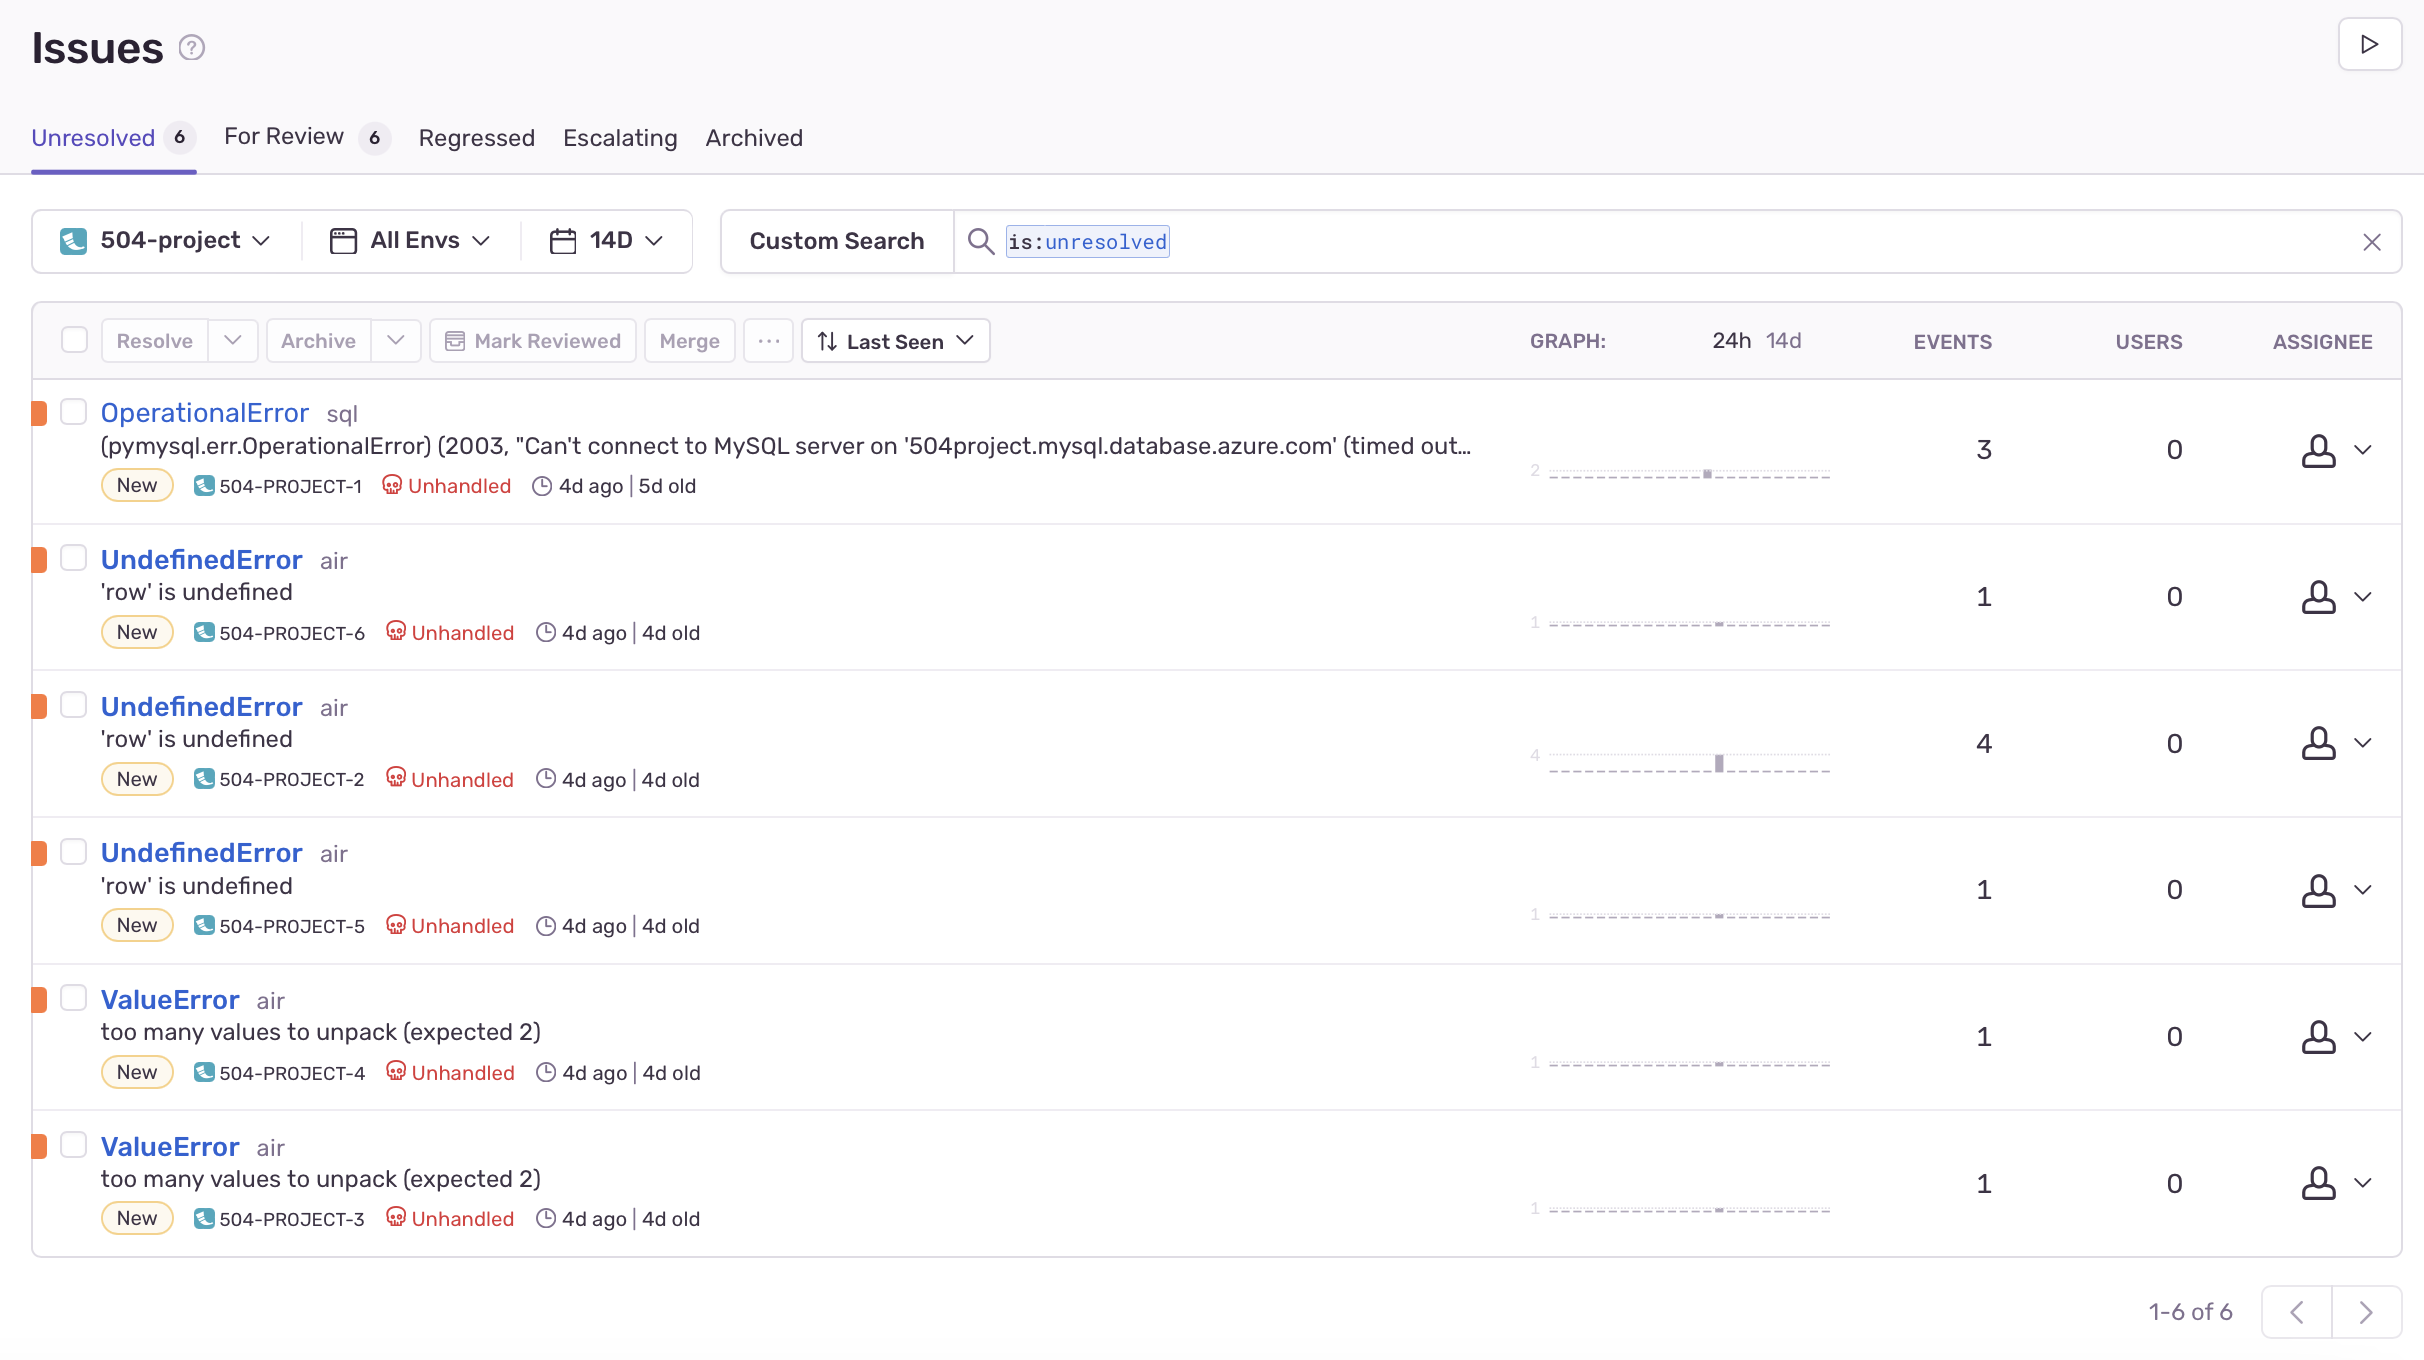 Issues ?
Unresolved 6 For Review 6 Regressed Escalating Archived
504-project All Envs 14D Custom Search is:unresolved
Resolve Archive Mark Reviewed Merge ... Last Seen GRAPH: 24h 14d EVENTS USERS ASSIGNEE
OperationalError sql
(pymysql.err.OperationalError) (2003, "Can't connect to MySQL server on '504project.mysql.database.azure.com' (timed out...
2 3 0
New 504-PROJECT-1 Unhandled 4d ago | 5d old
UndefinedError air
'row' is undefined
1 1 0
New 504-PROJECT-6 Unhandled 4d ago | 4d old
UndefinedError air
'row' is undefined
4 4 0
New 504-PROJECT-2 Unhandled 4d ago | 4d old
UndefinedError air
'row' is undefined
1 1 0
New 504-PROJECT-5 Unhandled 4d ago | 4d old
ValueError air
too many values to unpack (expected 2)
1 1 0
New 504-PROJECT-4 Unhandled 4d ago | 4d old
ValueError air
too many values to unpack (expected 2)
1 1 0
New 504-PROJECT-3 Unhandled 4d ago | 4d old
1-6 of 6